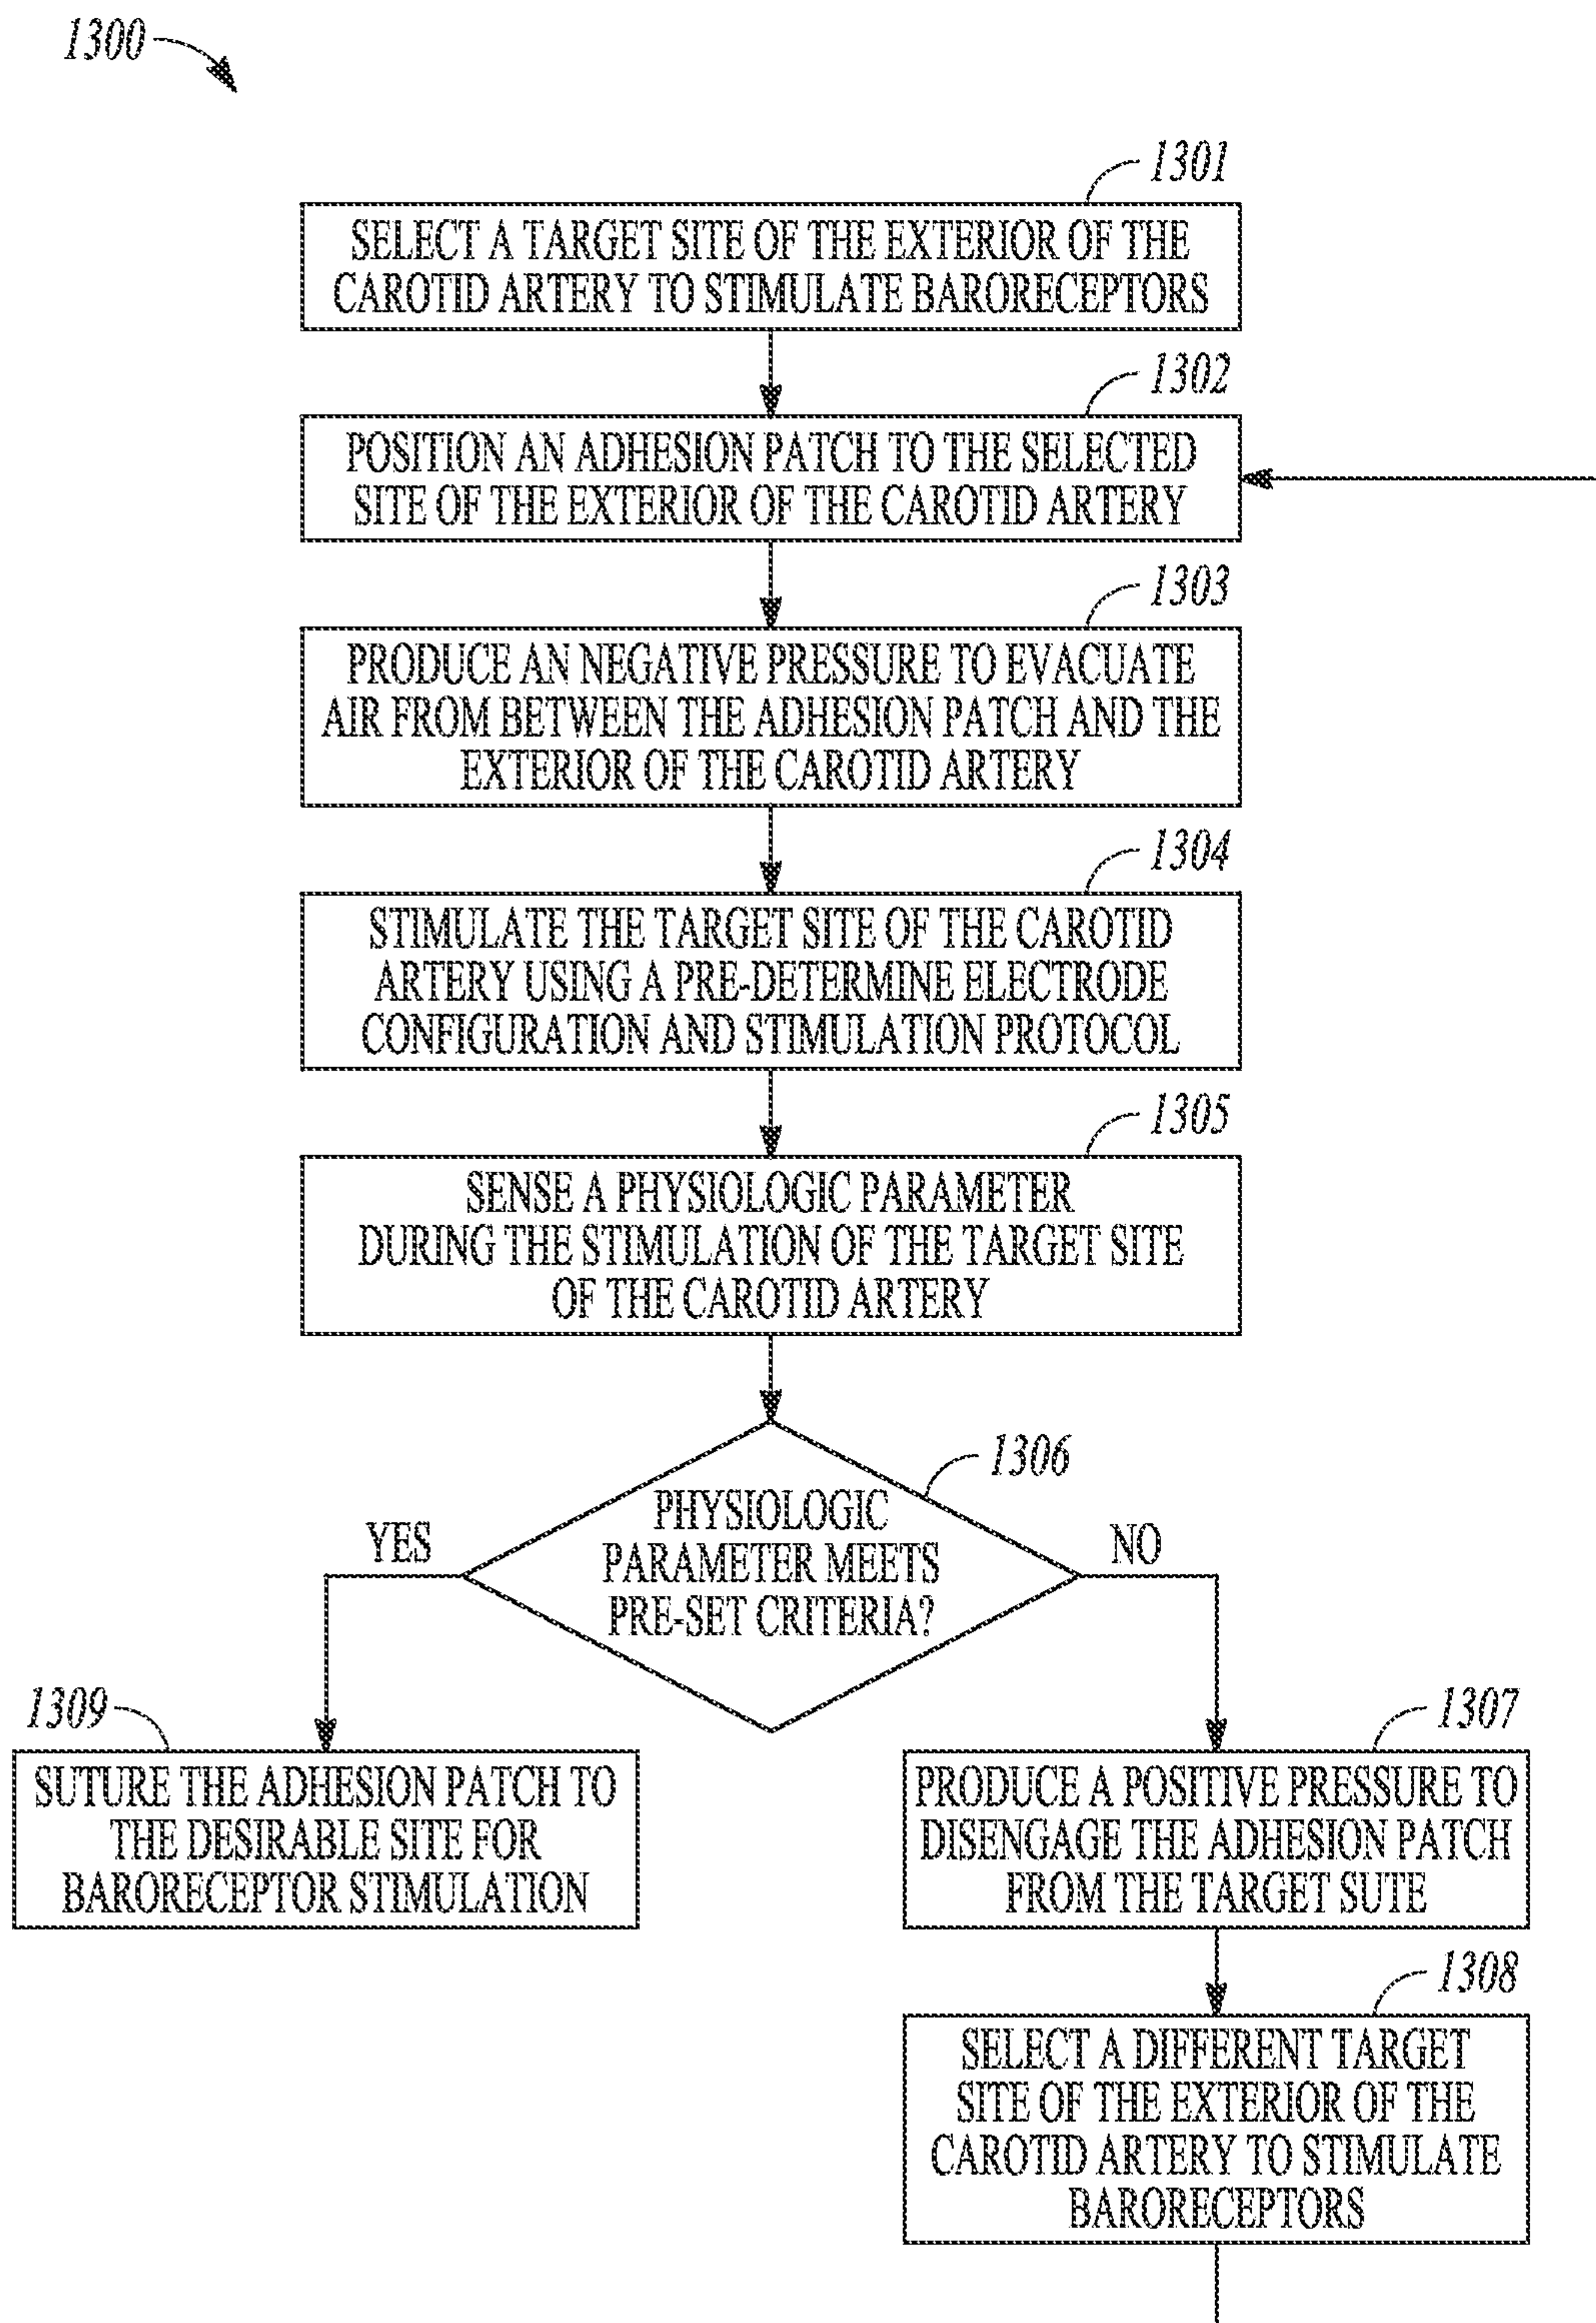 1300
1301
SELECT A TARGET SITE OF THE EXTERIOR OF THE
CAROTID ARTERY TO STIMULATE BARORECEPTORS
1302
POSITION AN ADHESION PATCH TO THE SELECTED
SITE OF THE EXTERIOR OF THE CAROTID ARTERY
1303
PRODUCE AN NEGATIVE PRESSURE TO EVACUATE
AIR FROM BETWEEN THE ADHESION PATCH AND THE
EXTERIOR OF THE CAROTID ARTERY
1304
STIMULATE THE TARGET SITE OF THE CAROTID
ARTERY USING A PRE-DETERMINE ELECTRODE
CONFIGURATION AND STIMULATION PROTOCOL
1305
SENSE A PHYSIOLOGIC PARAMETER
DURING THE STIMULATION OF THE TARGET SITE
OF THE CAROTID ARTERY
1306
PHYSIOLOGIC
PARAMETER MEETS
PRE-SET CRITERIA?
YES
NO
1309
SUTURE THE ADHESION PATCH TO
THE DESIRABLE SITE FOR
BARORECEPTOR STIMULATION
1307
PRODUCE A POSITIVE PRESSURE TO
DISENGAGE THE ADHESION PATCH
FROM THE TARGET SUTE
1308
SELECT A DIFFERENT TARGET
SITE OF THE EXTERIOR OF THE
CAROTID ARTERY TO STIMULATE
BARORECEPTORS